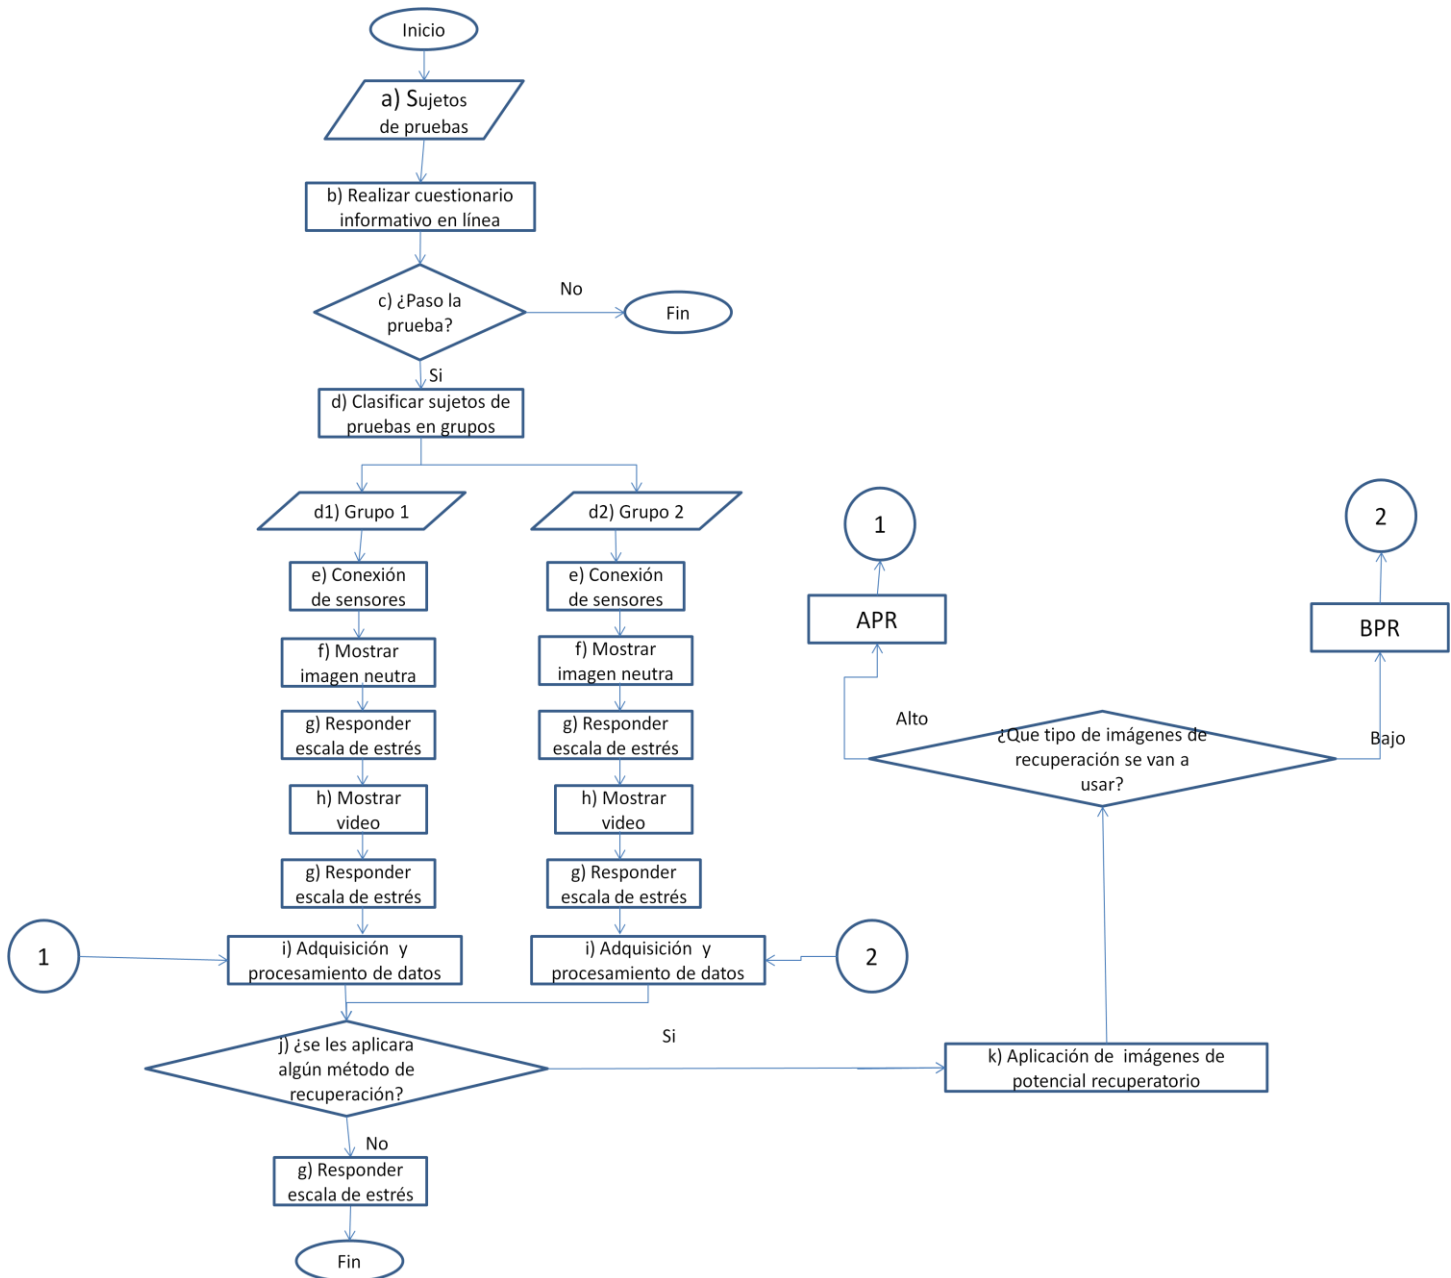 Inicio
a) Sujetos
de pruebas
b) Realizar cuestionario
informativo en línea
c) ¿Paso la
prueba?
No
Fin
Si
d) Clasificar sujetos de
pruebas en grupos
d1) Grupo 1
e) Conexión
de sensores
f) Mostrar
imagen neutra
g) Responder
escala de estrés
h) Mostrar
video
g) Responder
escala de estrés
1
i) Adquisición y
procesamiento de datos
d2) Grupo 2
e) Conexión
de sensores
f) Mostrar
imagen neutra
g) Responder
escala de estrés
h) Mostrar
video
g) Responder
escala de estrés
i) Adquisición y
procesamiento de datos
2
j) ¿se les aplicara
algún método de
recuperación?
Si
No
g) Responder
escala de estrés
Fin
k) Aplicación de imágenes de
potencial recuperatorio
¿Que tipo de imágenes de
recuperación se van a
usar?
Alto
APR
1
Bajo
BPR
2